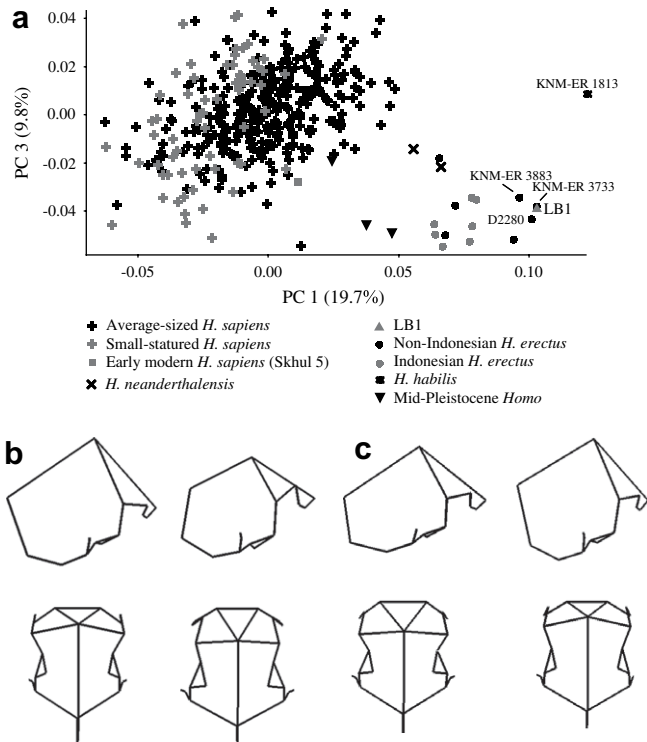 a
0.04
0.02
0.00
-0.02
-0.04
PC 3 (9.8%)
KNM-ER 1813
KNM-ER 3883
KNM-ER 3733
LB1
D2280
-0.05
0.00
0.05
0.10
PC 1 (19.7%)
Average-sized H. sapiens
Small-statured H. sapiens
Early modern H. sapiens (Skhul 5)
H. neanderthalensis
LB1
Non-Indonesian H. erectus
Indonesian H. erectus
H. habilis
Mid-Pleistocene Homo
b
c